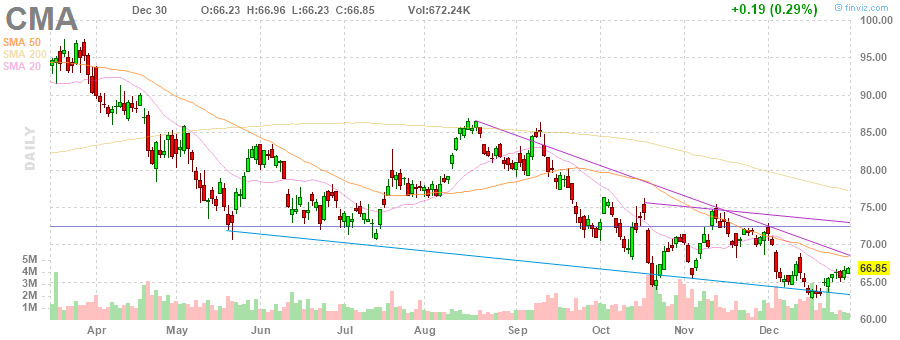 CMA
Dec 30 O:66.23 H:66.96 L:66.23 C:66.85 Vol:672.24K +0.19 (0.29%) © finviz.com
SMA 50
SMA 200
SMA 20
DAILY
100.00
95.00
90.00
85.00
80.00
75.00
70.00
66.85
65.00
60.00
5M
4M
3M
2M
1M
Apr May Jun Jul Aug Sep Oct Nov Dec